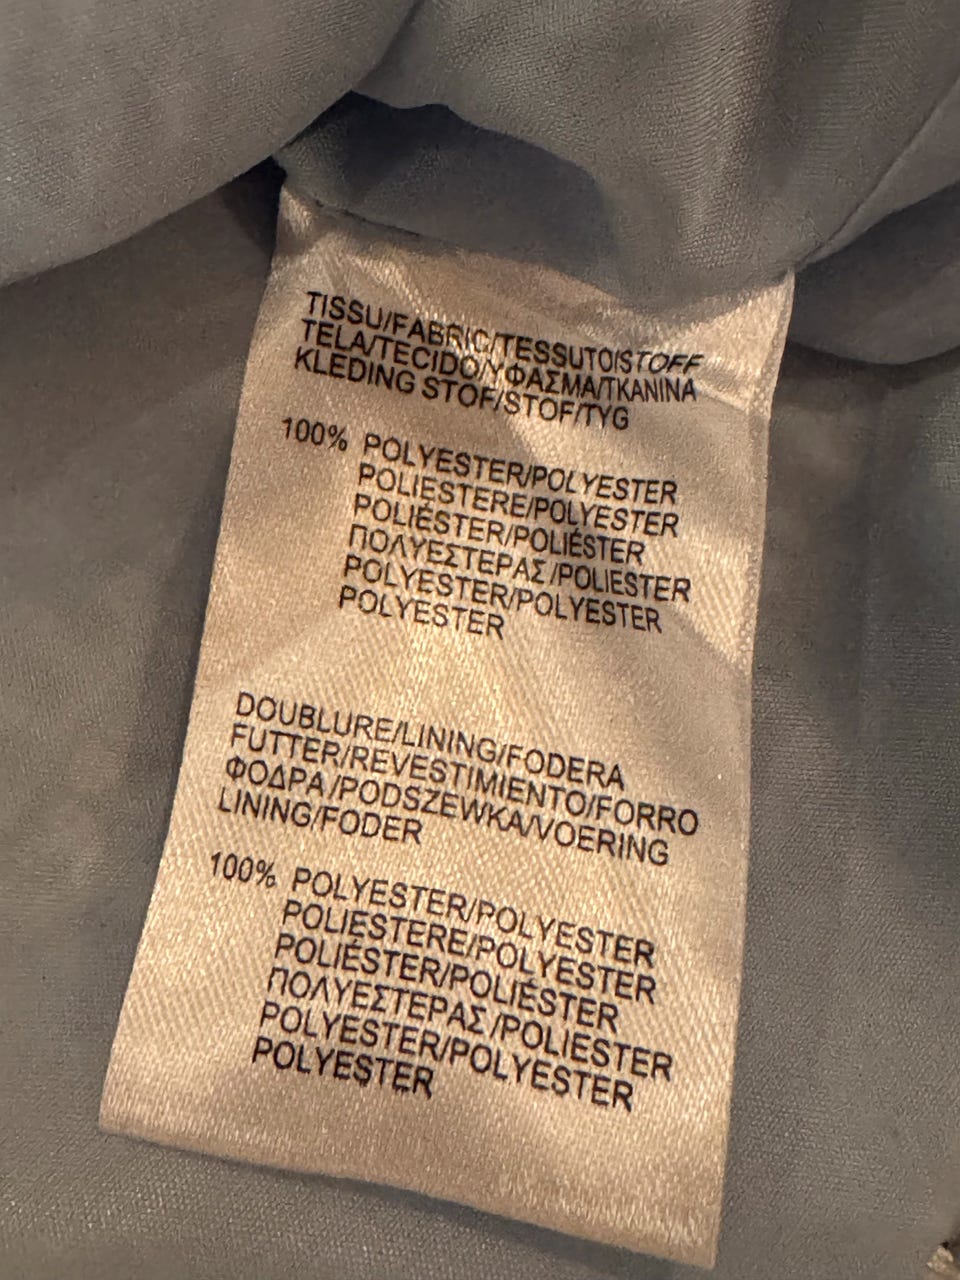 TISSU/FABRIC/TESSUTO/STOFF
TELA/TECIDO/ΥΦΑΣΜΑ/TKANINA
KLEDING STOF/STOF/TYG
100% POLYESTER/POLYESTER
POLIESTERE/POLYESTER
POLIÉSTER/POLIÉSTER
ΠΟΛΥΕΣΤΕΡΑΣ/POLIESTER
POLYESTER/POLYESTER
POLYESTER
DOUBLURE/LINING/FODERA
FUTTER/REVESTIMIENTO/FORRO
ΦΟΔΡΑ/PODSZEWKA/VOERING
LINING/FODER
100% POLYESTER/POLYESTER
POLIESTERE/POLYESTER
POLIÉSTER/POLIÉSTER
ΠΟΛΥΕΣΤΕΡΑΣ/POLIESTER
POLYESTER/POLYESTER
POLYESTER